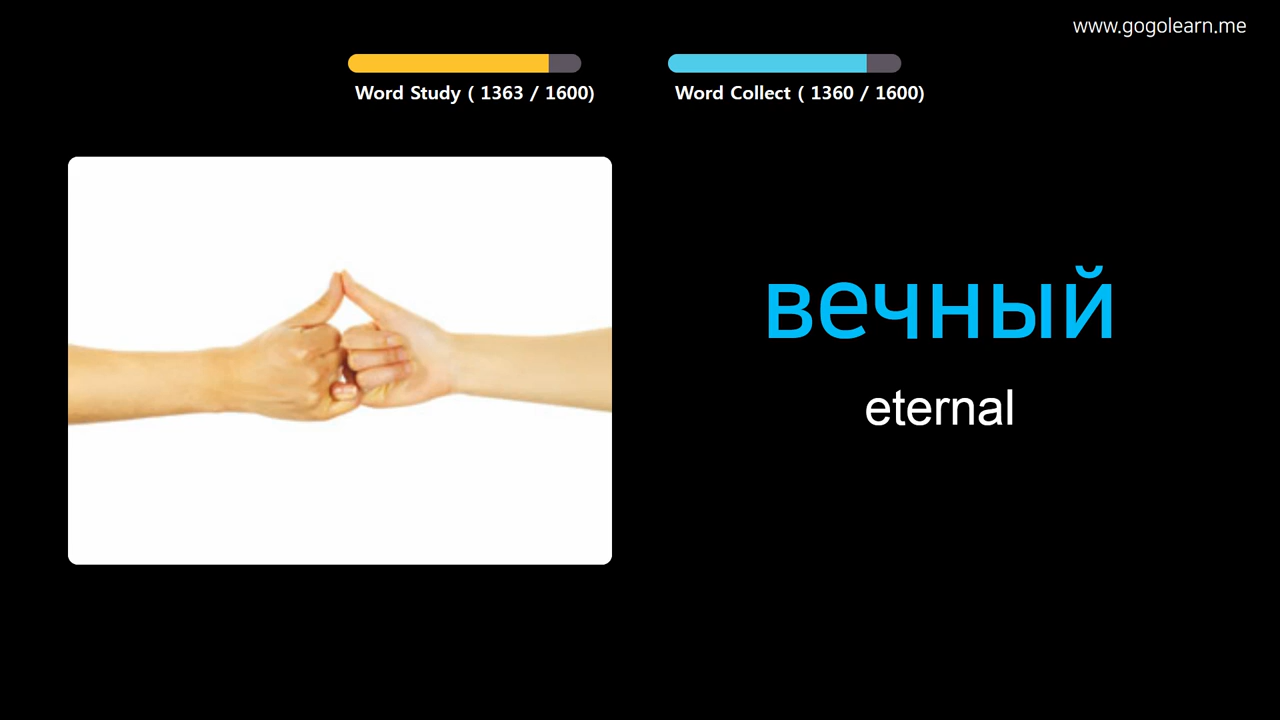 www.gogolearn.me
Word Study ( 1363 / 1600)
Word Collect ( 1360 / 1600)
вечный
eternal